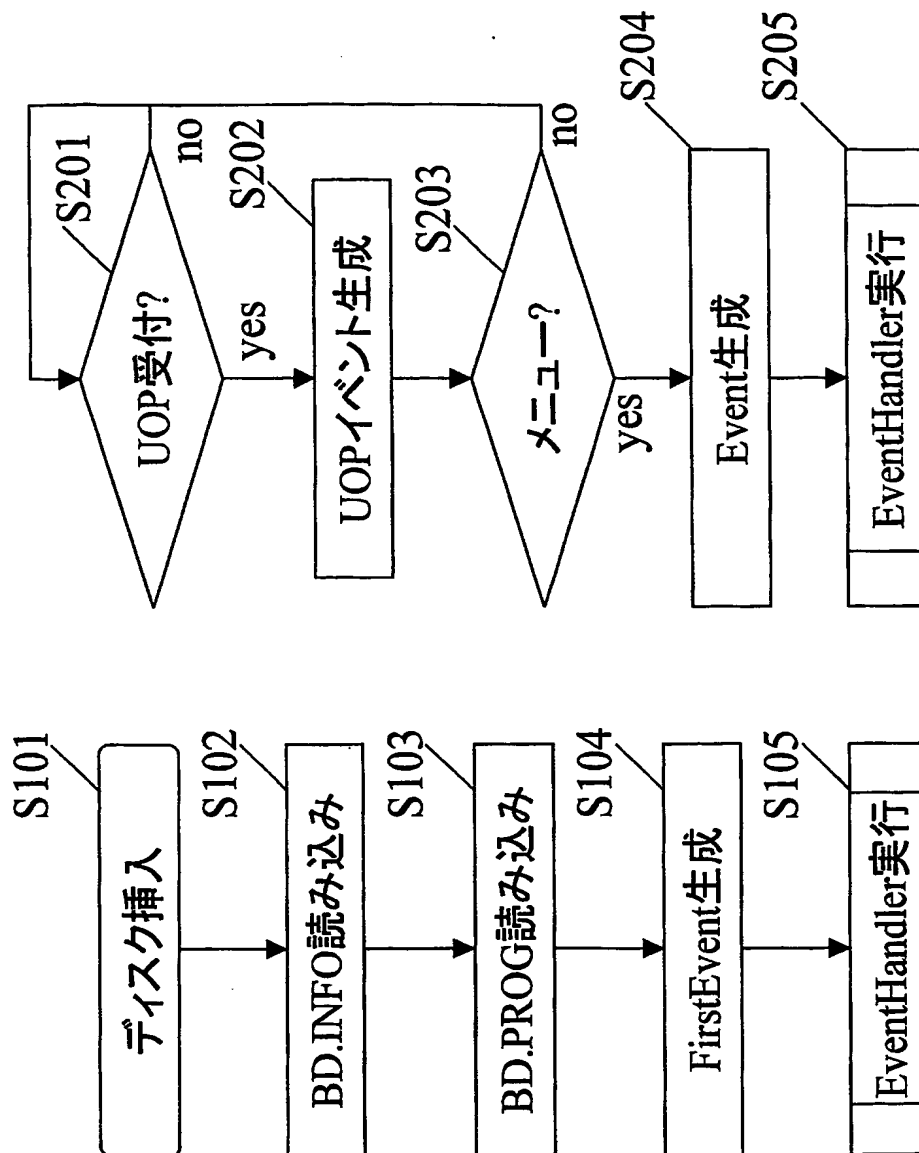 S101
ディスク挿入
S102
BD.INFO読み込み
S103
BD.PROG読み込み
S104
FirstEvent生成
S105
EventHandler実行
S201
UOP受付?
no
yes
S202
UOPイベント生成
S203
メニュー?
no
yes
S204
Event生成
S205
EventHandler実行